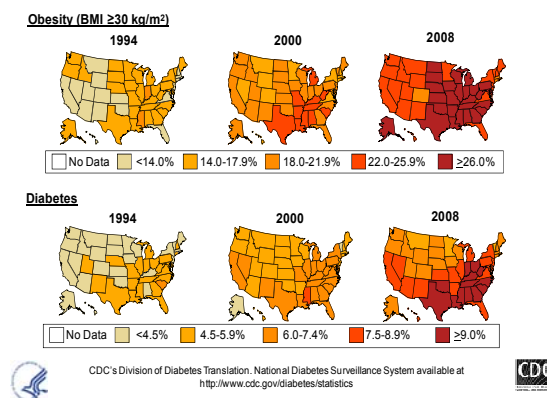 Obesity (BMI ≥30 kg/m²)
1994 2000 2008
No Data <14.0% 14.0-17.9% 18.0-21.9% 22.0-25.9% ≥26.0%
Diabetes
1994 2000 2008
No Data <4.5% 4.5-5.9% 6.0-7.4% 7.5-8.9% ≥9.0%
CDC's Division of Diabetes Translation. National Diabetes Surveillance System available at
http://www.cdc.gov/diabetes/statistics
CDC